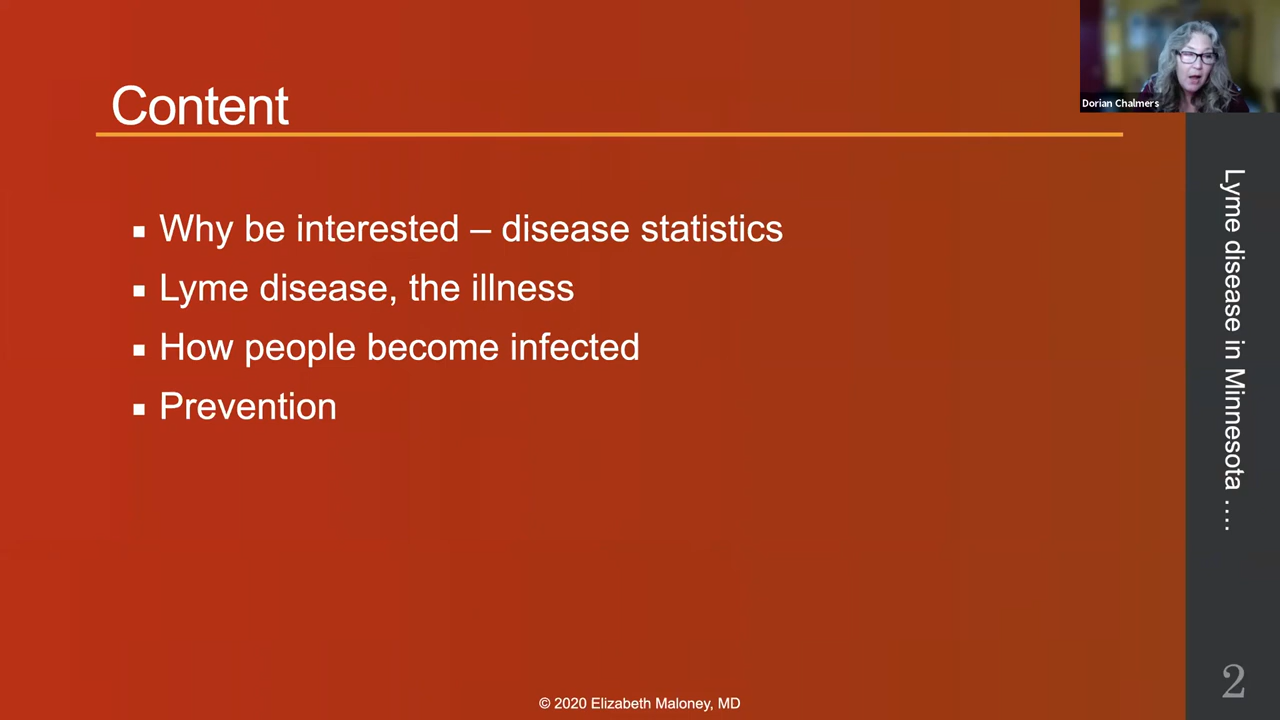 Content
Why be interested – disease statistics
Lyme disease, the illness
How people become infected
Prevention
© 2020 Elizabeth Maloney, MD
Dorian Chalmers
Lyme disease in Minnesota ….
2